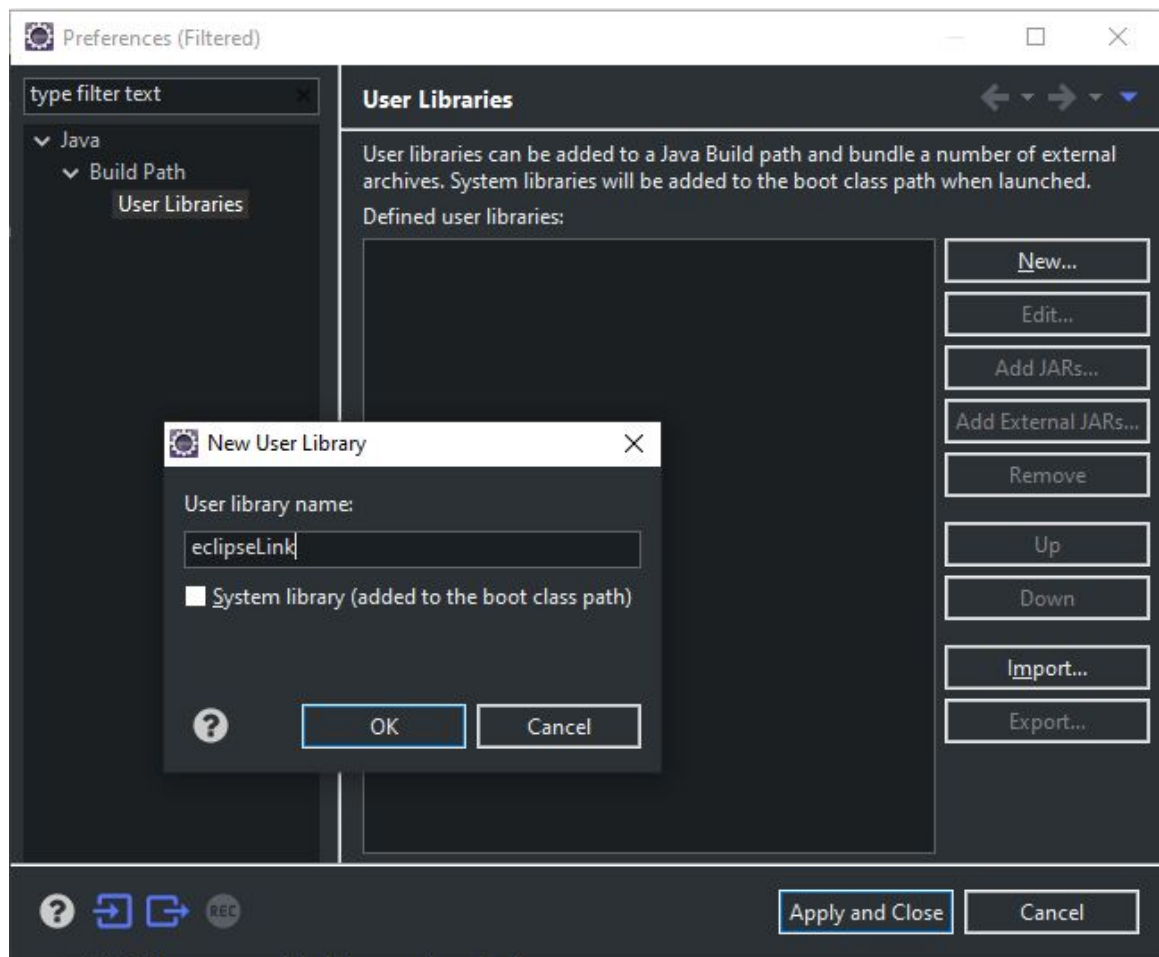 Preferences (Filtered)
type filter text
Java
Build Path
User Libraries
User Libraries
User libraries can be added to a Java Build path and bundle a number of external
archives. System libraries will be added to the boot class path when launched.
Defined user libraries:
New...
Edit...
Add JARs...
Add External JARs...
Remove
Up
Down
Import...
Export...
New User Library
User library name:
eclipseLink
System library (added to the boot class path)
OK
Cancel
REC
Apply and Close
Cancel